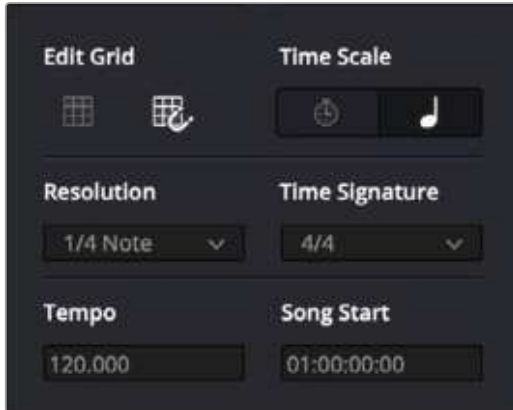 Edit Grid Time Scale
Resolution Time Signature
1/4 Note 4/4
Tempo Song Start
120.000 01:00:00:00